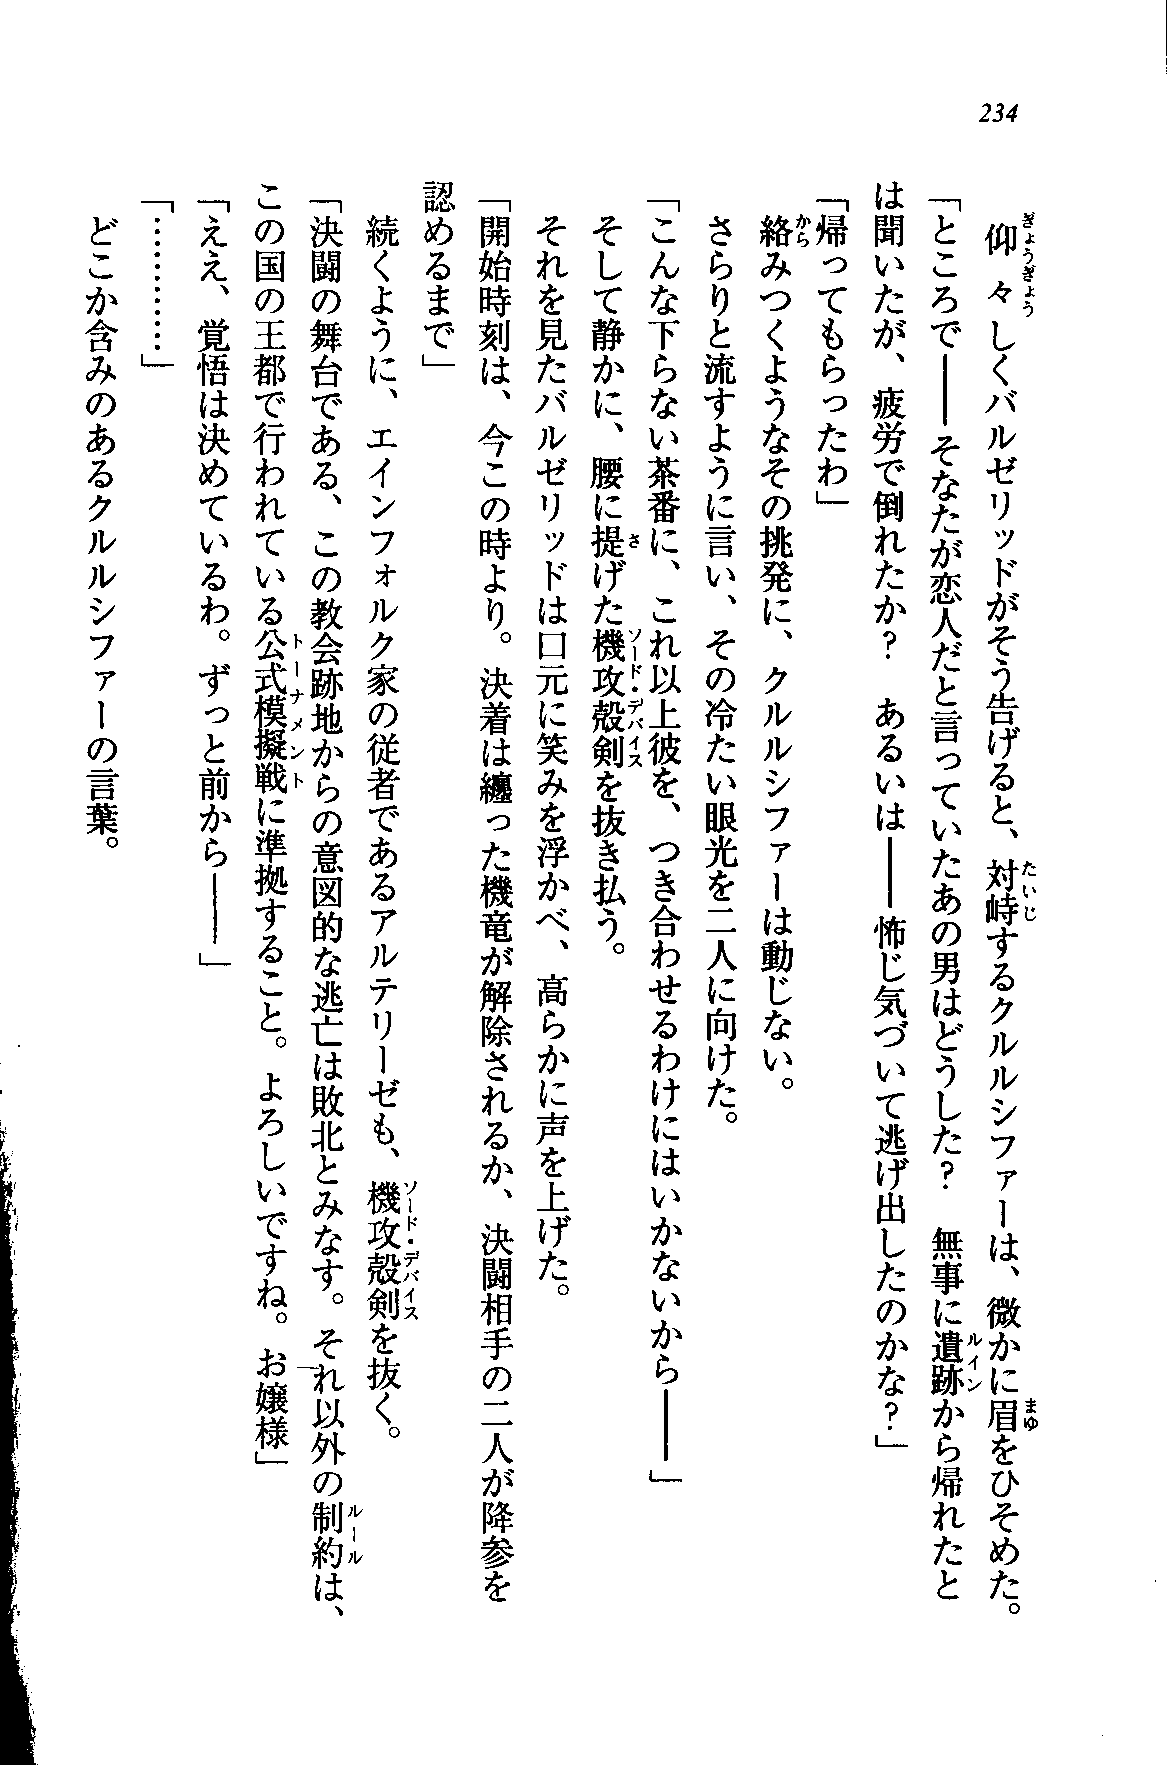 234
仰々しくバルゼリッドがそう告げると、対峙するクルルシファーは、微かに眉をひそめた。
「ところで――そなたが恋人だと言っていたあの男はどうした？　無事に遺跡から帰れたと
は聞いたが、疲労で倒れたか？　あるいは――怖じ気づいて逃げ出したのかな？」
「帰ってもらったわ」
絡みつくようなその挑発に、クルルシファーは動じない。
さらりと流すように言い、その冷たい眼光を二人に向けた。
「こんな下らない茶番に、これ以上彼を、つき合わせるわけにはいかないから――」
そして静かに、腰に提げた機攻殻剣を抜き払う。
それを見たバルゼリッドは口元に笑みを浮かべ、高らかに声を上げた。
「開始時刻は、今この時より。決着は纏った機竜が解除されるか、決闘相手の二人が降参を
認めるまで」
続くように、エインフォルク家の従者であるアルテリーゼも、機攻殻剣を抜く。
「決闘の舞台である、この教会跡地からの意図的な逃亡は敗北とみなす。それ以外の制約は、
この国の王都で行われている公式模擬戦に準拠すること。よろしいですね。お嬢様」
「ええ、覚悟は決めているわ。ずっと前から――」
「…………」
どこか含みのあるクルルシファーの言葉。